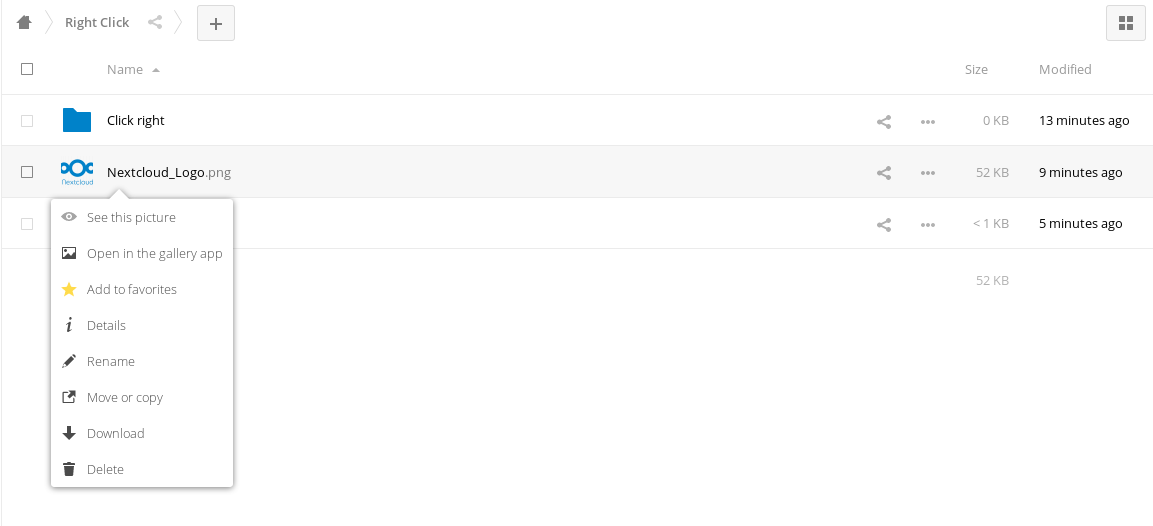 Right Click
Name Size Modified
Click right 0 KB 13 minutes ago
Nextcloud
Nextcloud_Logo.png 52 KB 9 minutes ago
< 1 KB 5 minutes ago
See this picture
Open in the gallery app
Add to favorites
Details
Rename
Move or copy
Download
Delete
52 KB